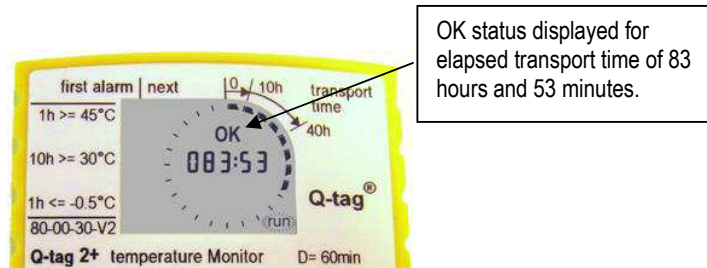 OK status displayed for
elapsed transport time of 83
hours and 53 minutes.
first alarm | next 0 10h transport
time
1h >= 45°C 40h
OK
10h >= 30°C 083:53
1h <= -0.5°C Q-tag®
80-00-30-V2 run
Q-tag 2+ temperature Monitor D= 60min